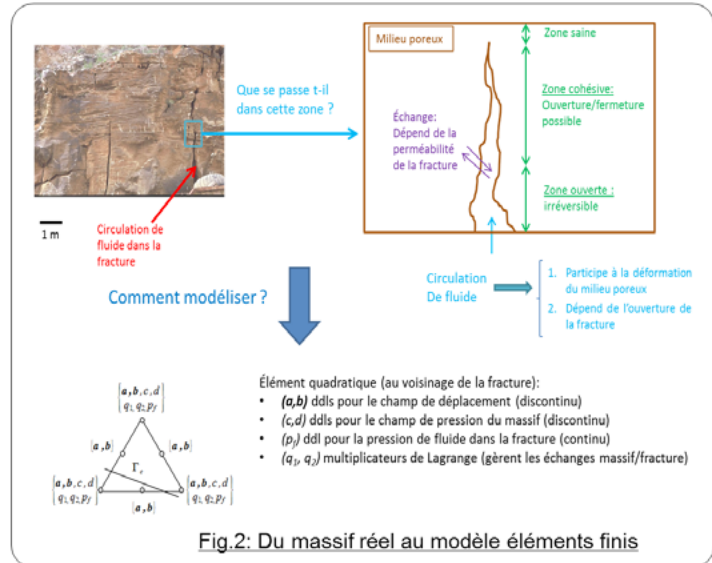 Milieu poreux
Zone saine
Que se passe t-il
dans cette zone ?
Zone cohésive:
Ouverture/fermeture
possible
Échange:
Dépend de la
perméabilité
de la fracture
Zone ouverte :
irréversible
1 m
Circulation de
fluide dans la
fracture
Circulation
De fluide
1. Participe à la déformation
du milieu poreux
2. Dépend de l'ouverture de
la fracture
Comment modéliser ?
Élément quadratique (au voisinage de la fracture):
• (a,b) ddls pour le champ de déplacement (discontinu)
• (c,d) ddls pour le champ de pression du massif (discontinu)
• (pf) ddl pour la pression de fluide dans la fracture (continu)
• (q1, q2) multiplicateurs de Lagrange (gèrent les échanges massif/fracture)
{a,b,c,d
q1,q2,pf}
{a,b}
{a,b}
Γc
{a,b,c,d
q1,q2,pf}
{a,b,c,d
q1,q2,pf}
{a,b}
Fig.2: Du massif réel au modèle éléments finis